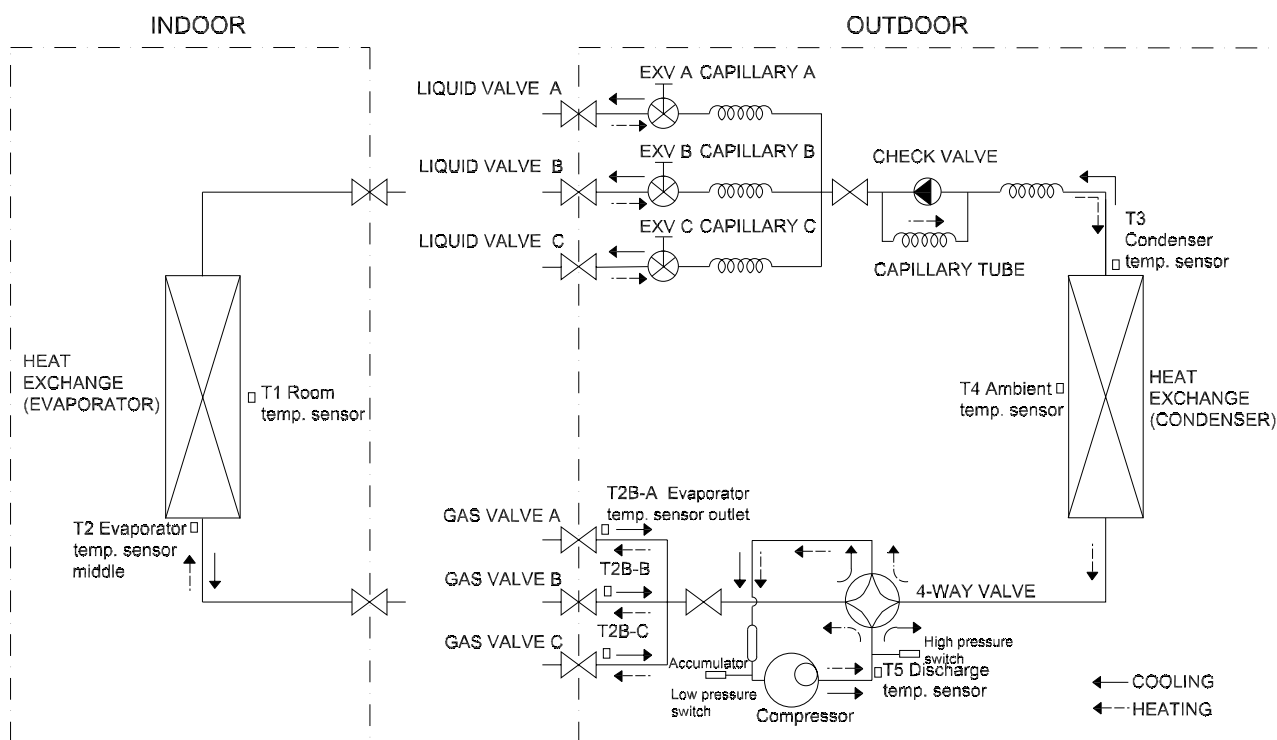 INDOOR
OUTDOOR
LIQUID VALVE A
EXV A CAPILLARY A
LIQUID VALVE B
EXV B CAPILLARY B
CHECK VALVE
LIQUID VALVE C
EXV C CAPILLARY C
CAPILLARY TUBE
T3
Condenser
temp. sensor
HEAT
EXCHANGE
(EVAPORATOR)
T1 Room
temp. sensor
T4 Ambient
temp. sensor
HEAT
EXCHANGE
(CONDENSER)
T2 Evaporator
temp. sensor
middle
GAS VALVE A
T2B-A Evaporator
temp. sensor outlet
GAS VALVE B
T2B-B
4-WAY VALVE
GAS VALVE C
T2B-C
High pressure
switch
Accumulator
Low pressure
switch
Compressor
T5 Discharge
temp. sensor
COOLING
HEATING